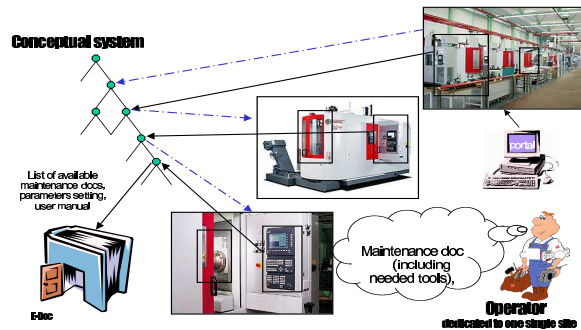 Conceptual system
portal
List of available
maintenance docs,
parameters setting,
user manual
Maintenance doc
(including
needed tools),
E-Doc
Operator
dedicated to one single site